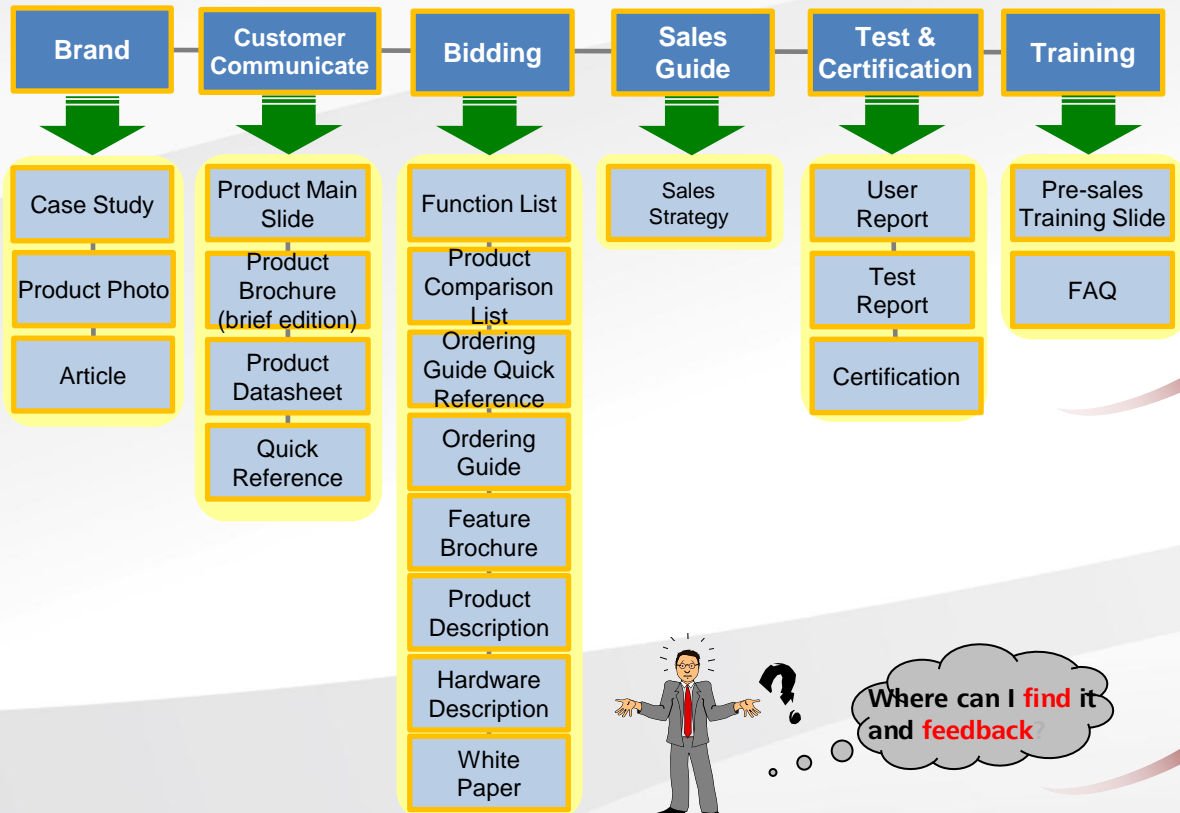 Brand
Customer
Communicate
Bidding
Sales
Guide
Test &
Certification
Training
Case Study
Product Photo
Article
Product Main
Slide
Product
Brochure
(brief edition)
Product
Datasheet
Quick
Reference
Function List
Product
Comparison
List
Ordering
Guide Quick
Reference
Ordering
Guide
Feature
Brochure
Product
Description
Hardware
Description
White
Paper
Sales
Strategy
User
Report
Test
Report
Certification
Pre-sales
Training Slide
FAQ
?
Where can I find it
and feedback?